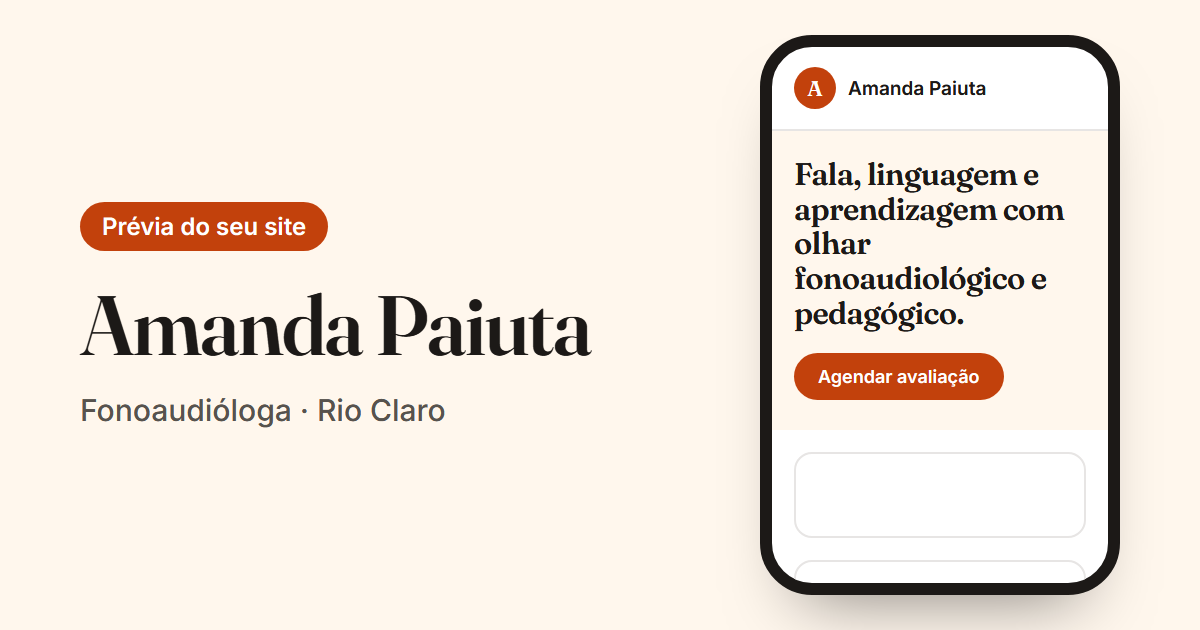 Prévia do seu site
Amanda Paiuta
Fonoaudióloga · Rio Claro
A
Amanda Paiuta
Fala, linguagem e
aprendizagem com
olhar
fonoaudiológico e
pedagógico.
Agendar avaliação